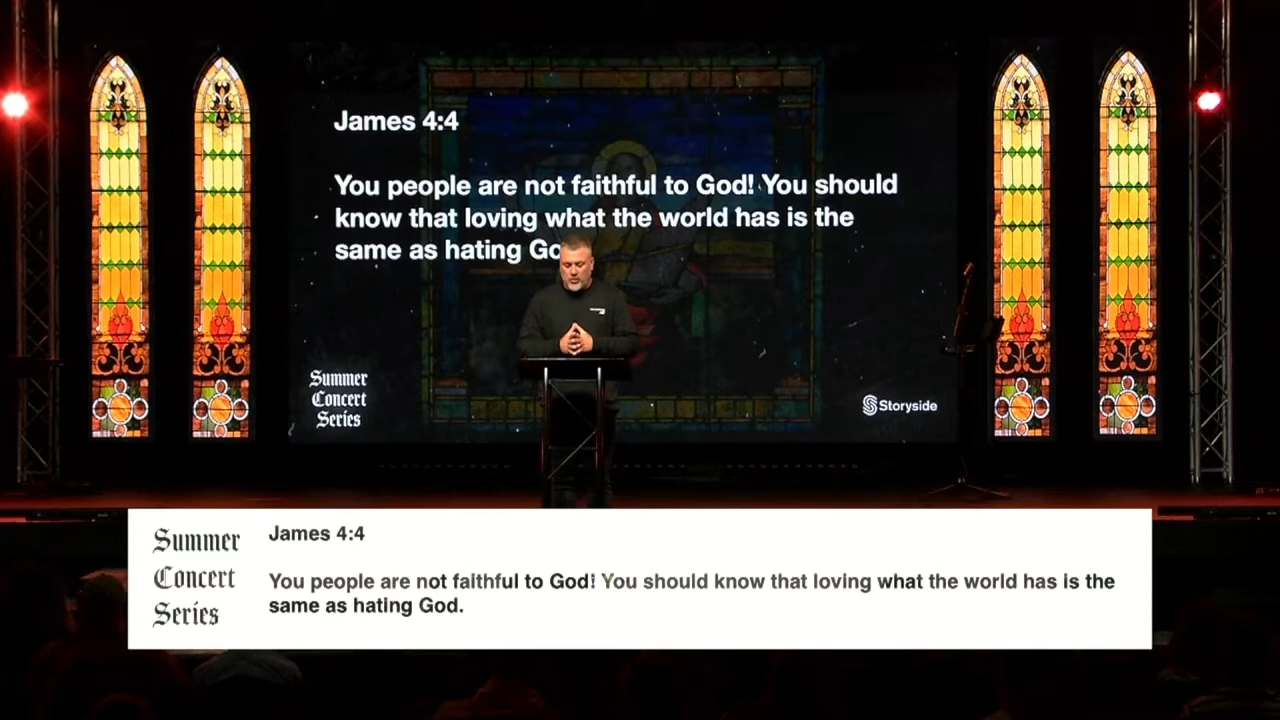 James 4:4
You people are not faithful to God! You should
know that loving what the world has is the
same as hating Go
Summer
Concert
Series
Storyside
Summer
Concert
Series
James 4:4
You people are not faithful to God! You should know that loving what the world has is the
same as hating God.